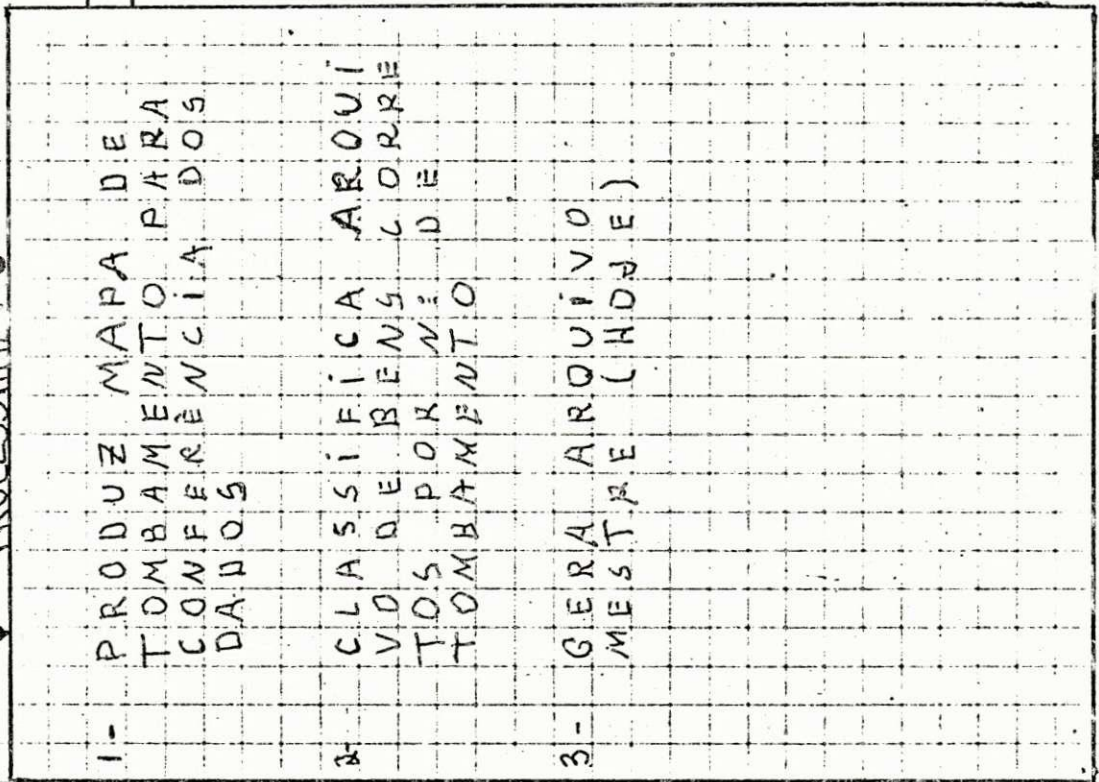 1- PRODUZ MAPA DE
TOMBAMENTO PARA
CONFERÊNCIA DOS
DADOS
2- CLASSIFICA ARQUI
VO DE BENS CORRE
TOS POR Nº DE
TOMBAMENTO
3- GERA ARQUIVO
MESTRE (HOJE)